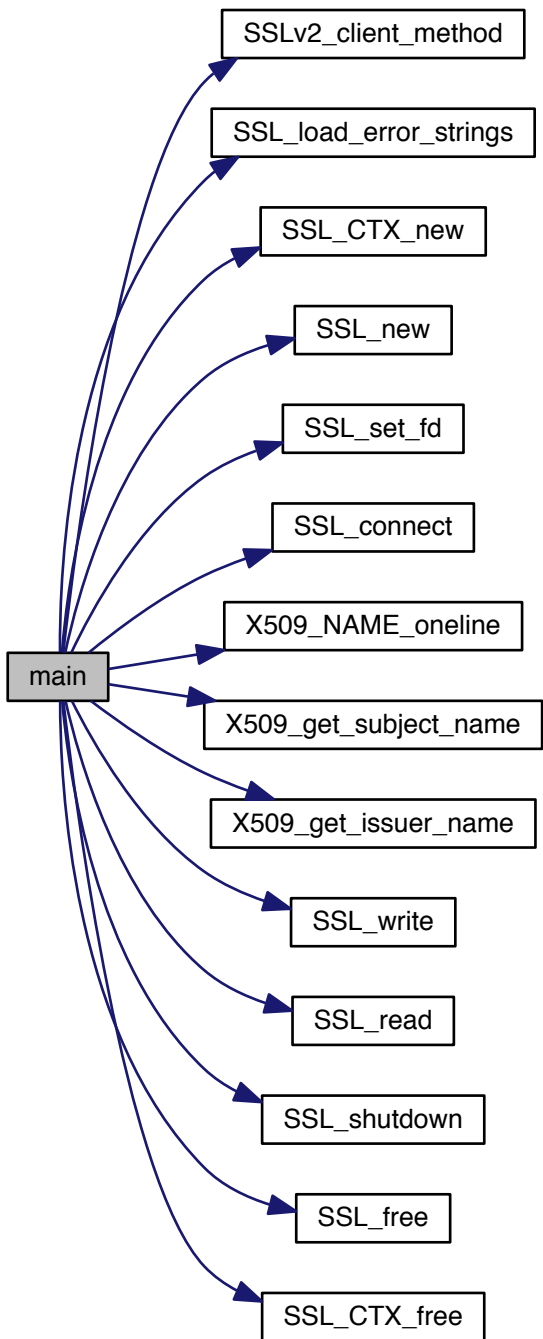 SSLv2_client_method
SSL_load_error_strings
SSL_CTX_new
SSL_new
SSL_set_fd
SSL_connect
X509_NAME_oneline
main
X509_get_subject_name
X509_get_issuer_name
SSL_write
SSL_read
SSL_shutdown
SSL_free
SSL_CTX_free